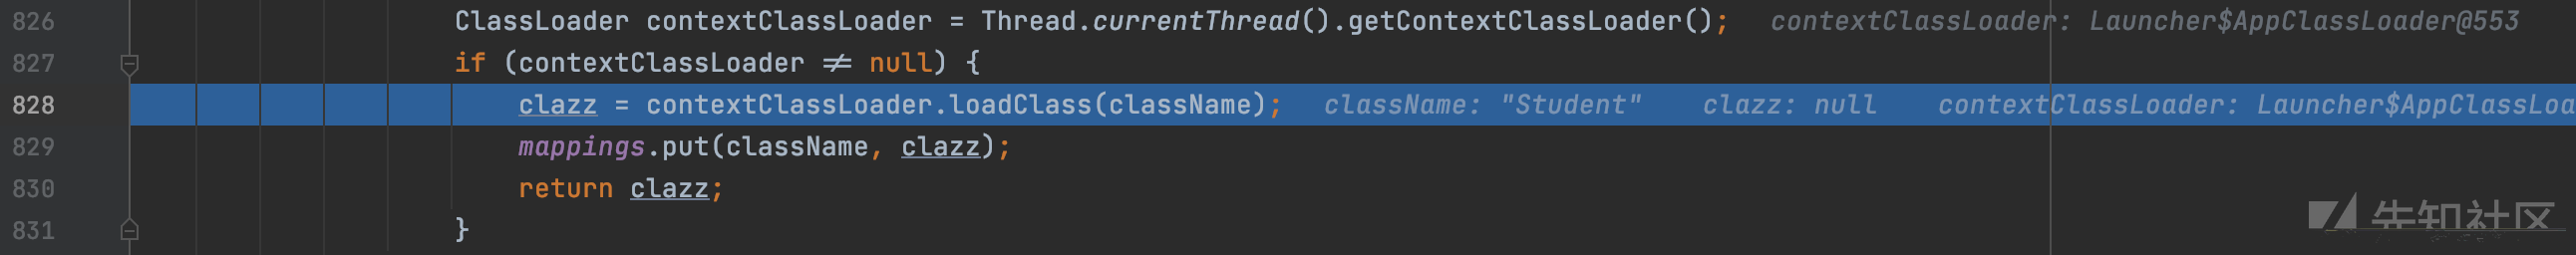 826 ClassLoader contextClassLoader = Thread.currentThread().getContextClassLoader(); contextClassLoader: Launcher$AppClassLoader@553
827 if (contextClassLoader ≠ null) {
828 clazz = contextClassLoader.loadClass(className); className: "Student" clazz: null contextClassLoader: Launcher$AppClassLoa
829 mappings.put(className, clazz);
830 return clazz;
831 }
先知社区